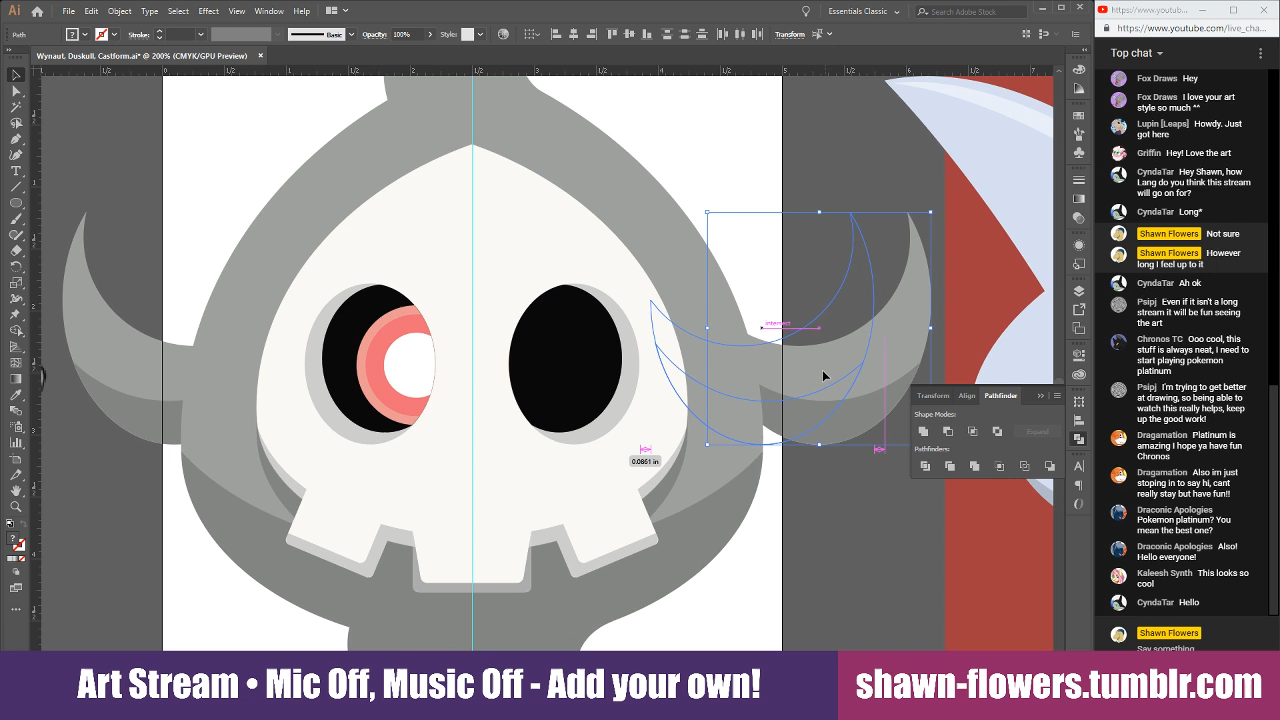 Ai
File Edit Object Type Select Effect View Window Help
Essentials Classic
Search Adobe Stock
https://www.youtub...
Path
Stroke:
Basic
Opacity: 100%
Style:
Transform
https://www.youtube.com/live_cha...
Wynaut, Duskull, Castform.ai* @ 200% (CMYK/GPU Preview)
Top chat
Fox Draws Hey
Fox Draws I love your art
style so much ^^
Lupin [Leaps] Howdy. Just
got here
Griffin Hey! Love the art
CyndaTar Hey Shawn, how
Lang do you think this stream
will go on for?
CyndaTar Long*
Shawn Flowers Not sure
Shawn Flowers However
long I feel up to it
CyndaTar Ah ok
Psipj Even if it isn't a long
stream it will be fun seeing
the art
Chronos TC Ooo cool, this
stuff is always neat, I need to
start playing pokemon
platinum
Psipj I'm trying to get better
at drawing, so being able to
watch this really helps, keep
up the good work!
Dragamation Platinum is
amazing I hope ya have fun
Chronos
Dragamation Also im just
stoping in to say hi, cant
really stay but have fun!!
Draconic Apologies
Pokemon platinum? You
mean the best one?
Draconic Apologies Also!
Hello everyone!
Kaleesh Synth This looks so
cool
CyndaTar Hello
Shawn Flowers
Say something...
intersect
0.0861 in
Transform Align Pathfinder
Shape Modes:
Expand
Pathfinders:
Art Stream • Mic Off, Music Off - Add your own!
shawn-flowers.tumblr.com